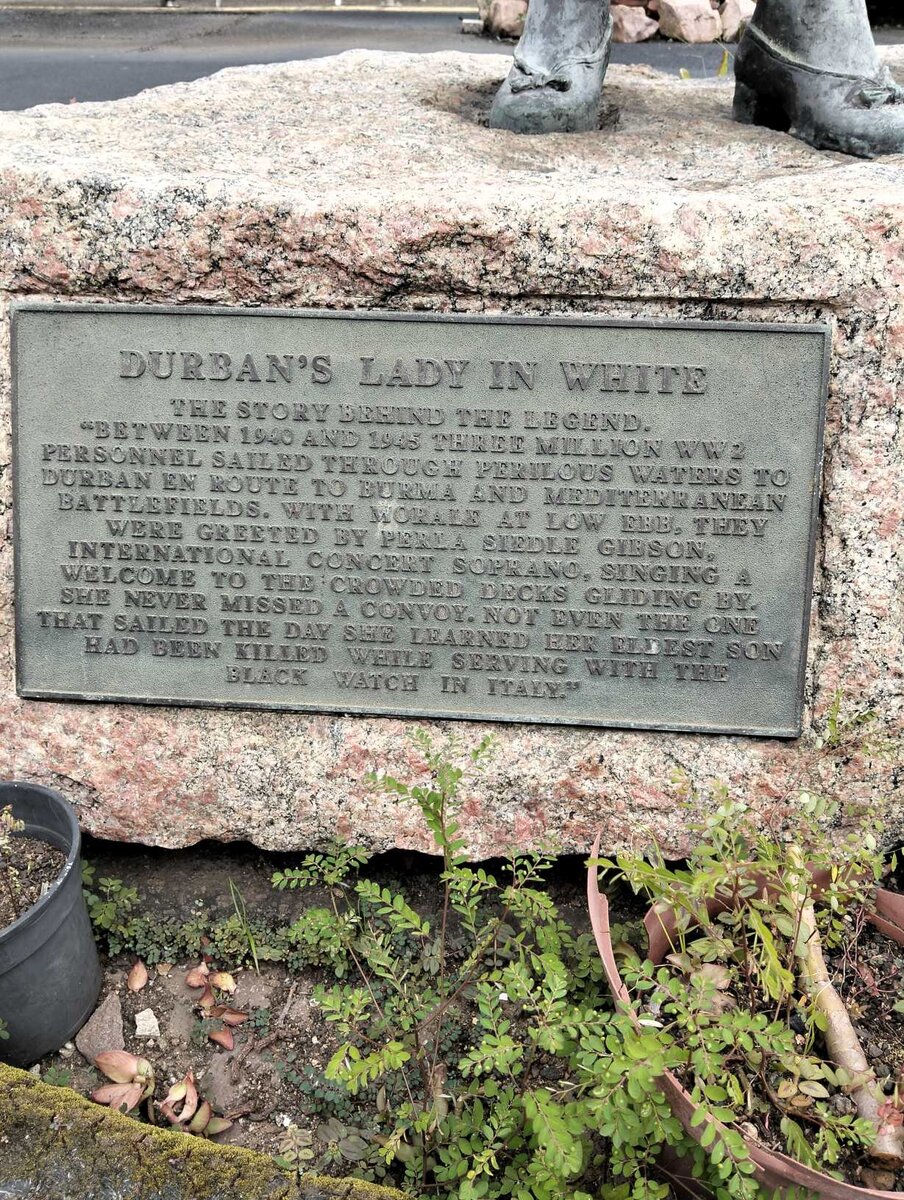 DURBAN'S LADY IN WHITE
THE STORY BEHIND THE LEGEND.
"BETWEEN 1940 AND 1945 THREE MILLION WW2
PERSONNEL SAILED THROUGH PERILOUS WATERS TO
DURBAN EN ROUTE TO BURMA AND MEDITERRANEAN
BATTLEFIELDS. WITH MORALE AT LOW EBB, THEY
WERE GREETED BY PERLA SIEDLE GIBSON,
INTERNATIONAL CONCERT SOPRANO, SINGING A
WELCOME TO THE CROWDED DECKS GLIDING BY.
SHE NEVER MISSED A CONVOY. NOT EVEN THE ONE
THAT SAILED THE DAY SHE LEARNED HER ELDEST SON
HAD BEEN KILLED WHILE SERVING WITH THE
BLACK WATCH IN ITALY."